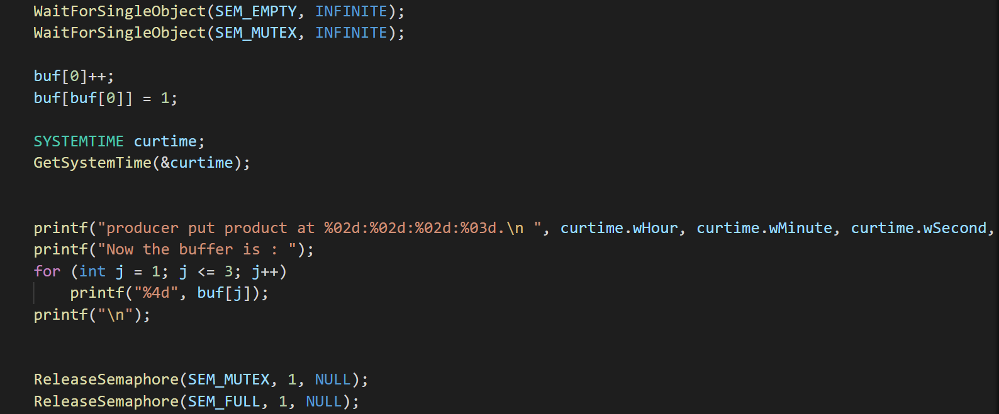 WaitForSingleObject(SEM_EMPTY, INFINITE);
WaitForSingleObject(SEM_MUTEX, INFINITE);
buf[0]++;
buf[buf[0]] = 1;
SYSTEMTIME curtime;
GetSystemTime(&curtime);
printf("producer put product at %02d:%02d:%02d:%03d.\n ", curtime.wHour, curtime.wMinute, curtime.wSecond,
printf("Now the buffer is : ");
for (int j = 1; j <= 3; j++)
printf("%4d", buf[j]);
printf("\n");
ReleaseSemaphore(SEM_MUTEX, 1, NULL);
ReleaseSemaphore(SEM_FULL, 1, NULL);